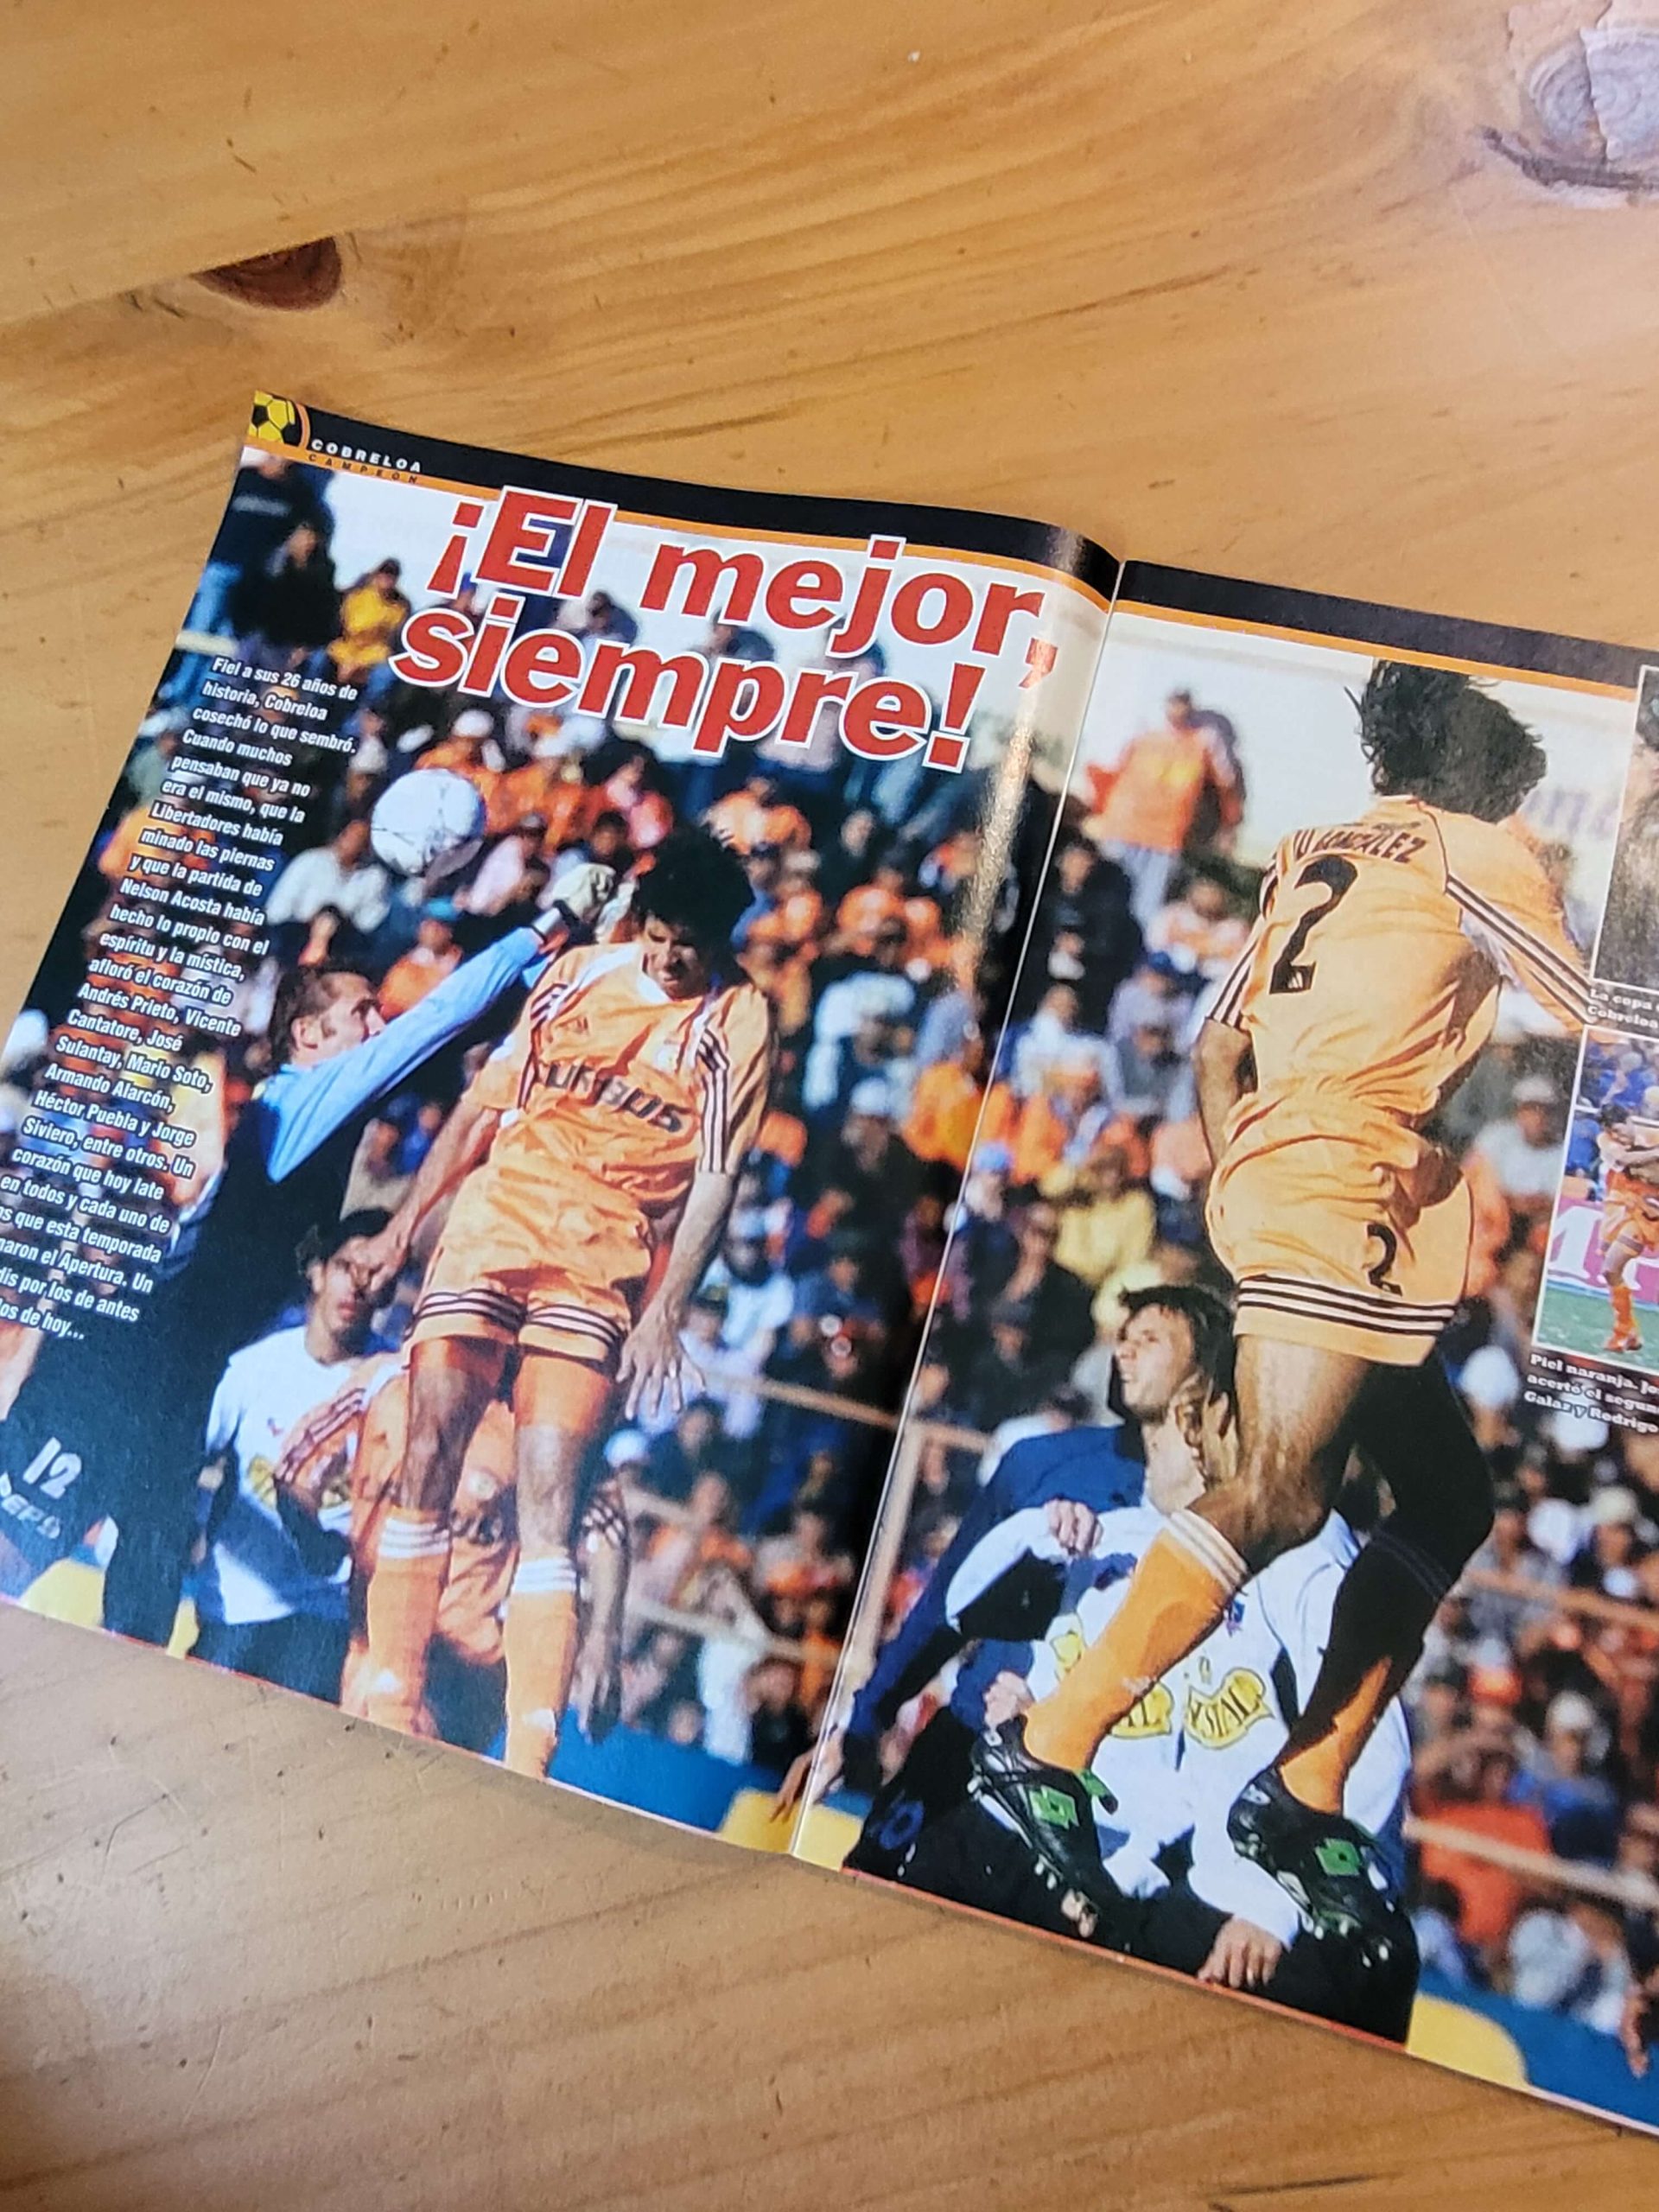 COBRELOA
CAMPEON
¡El mejor,
siempre!
Fiel a sus 26 años de
historia, Cobreloa
cosechó lo que sembró.
Cuando muchos
pensaban que ya no
era el mismo, que la
Libertadores había
minado las piernas
y que la partida de
Nelson Acosta había
hecho lo propio con el
espíritu y la mística,
afloró el corazón de
Andrés Prieto, Vicente
Cantatore, José
Sulantay, Mario Soto,
Armando Alarcón,
Héctor Puebla y Jorge
Siviero, entre otros. Un
corazón que hoy late
en todos y cada uno de
que esta temporada
el Apertura. Un
por los de antes
de hoy...
12
GONZALEZ
2
2
La copa
Cobreloa
Piel naranja.
acertó el
Galaz y Rodrigo